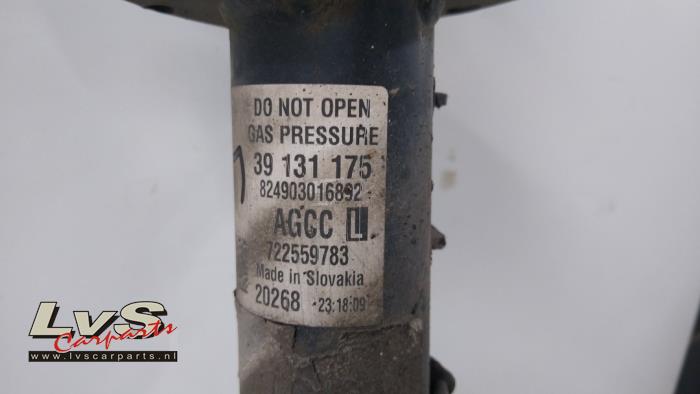 DO NOT OPEN
GAS PRESSURE
39 131 175
824903016892
AGCC L
722559783
Made in Slovakia
20268 23:18:09
LvS
Carparts
www.lvscarparts.nl